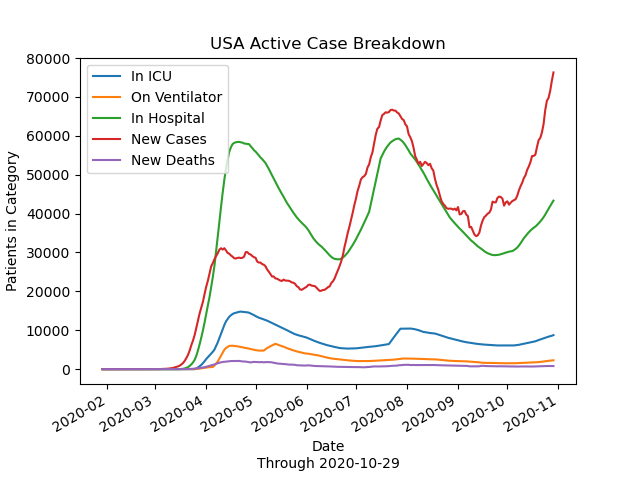 USA Active Case Breakdown
80000
70000
60000
50000
40000
30000
20000
10000
0
Patients in Category
In ICU
On Ventilator
In Hospital
New Cases
New Deaths
2020-02
2020-03
2020-04
2020-05
2020-06
2020-07
2020-08
2020-09
2020-10
2020-11
Date
Through 2020-10-29